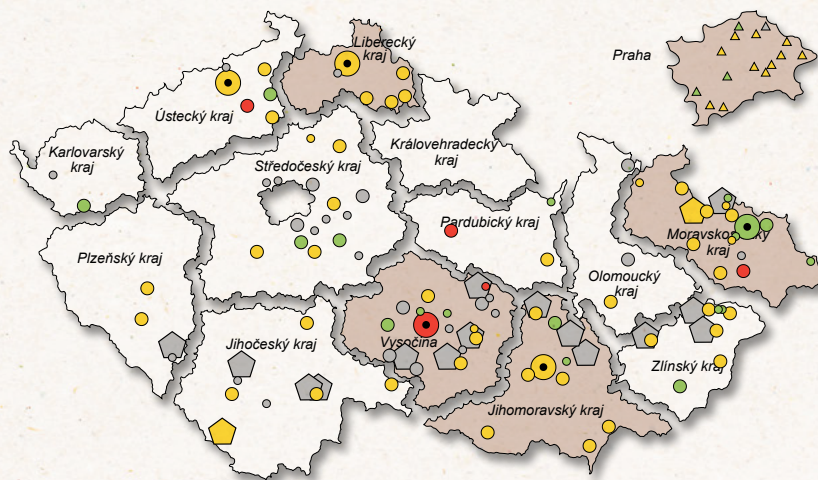 Liberecký
kraj
Praha
Ústecký kraj
Karlovarský
kraj
Středočeský kraj
Královehradecký
kraj
Pardubický kraj
Moravskoslezský
kraj
Plzeňský kraj
Olomoucký
kraj
Jihočeský kraj
Vysočina
Zlínský kraj
Jihomoravský kraj